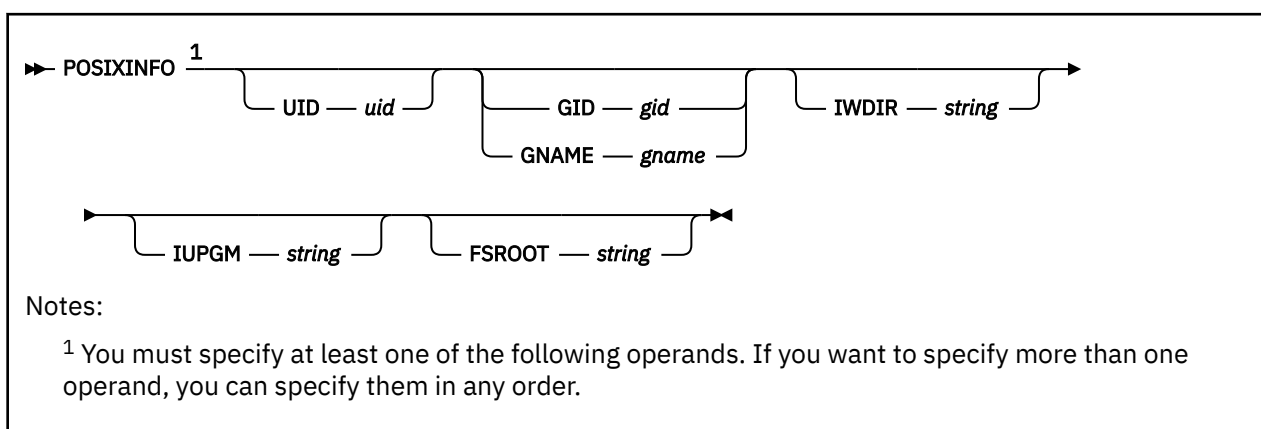 POSIXINFO 1
UID uid GID gid IWDIR string
GNAME gname
IUPGM string FSROOT string
Notes:
1 You must specify at least one of the following operands. If you want to specify more than one
operand, you can specify them in any order.